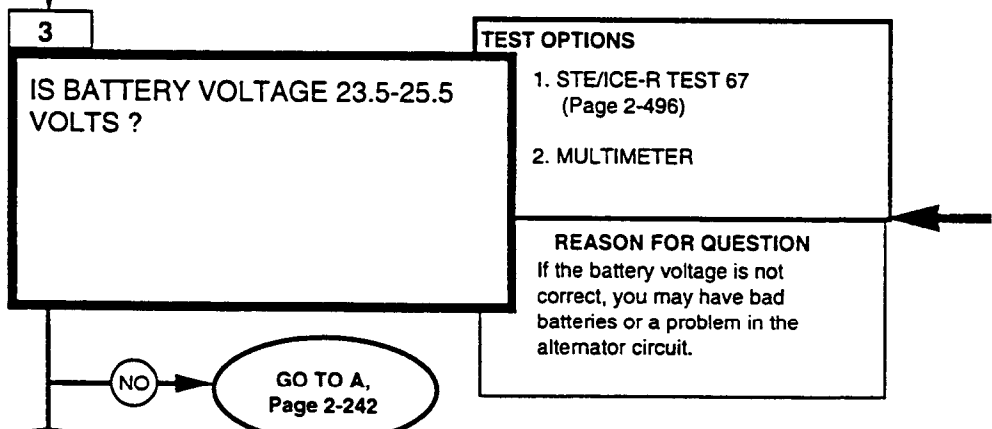 3
IS BATTERY VOLTAGE 23.5-25.5
VOLTS ?
TEST OPTIONS
1. STE/ICE-R TEST 67
(Page 2-496)
2. MULTIMETER
REASON FOR QUESTION
If the battery voltage is not
correct, you may have bad
batteries or a problem in the
alternator circuit.
NO
GO TO A,
Page 2-242